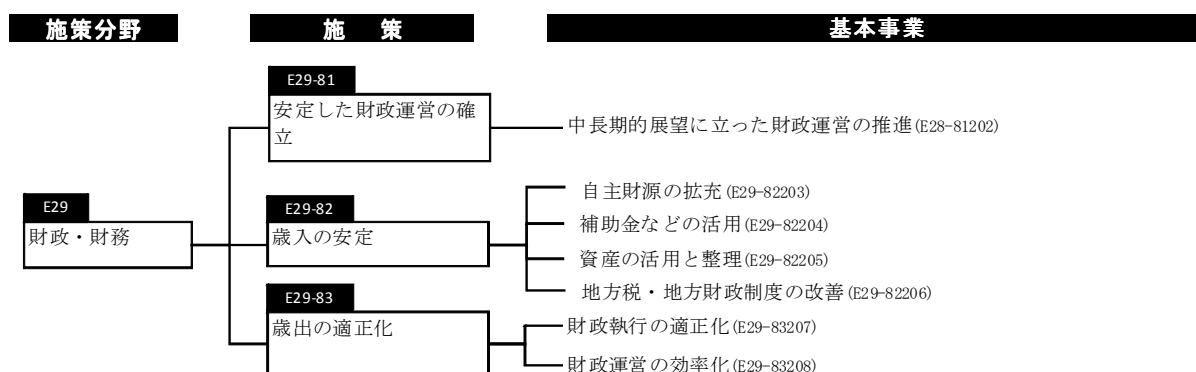 施策分野
施 策
基本事業
E29-81
安定した財政運営の確
立
中長期的展望に立った財政運営の推進(E28-81202)
E29
財政・財務
E29-82
歳入の安定
自主財源の拡充(E29-82203)
補助金などの活用(E29-82204)
資産の活用と整理(E29-82205)
地方税・地方財政制度の改善(E29-82206)
E29-83
歳出の適正化
財政執行の適正化(E29-83207)
財政運営の効率化(E29-83208)